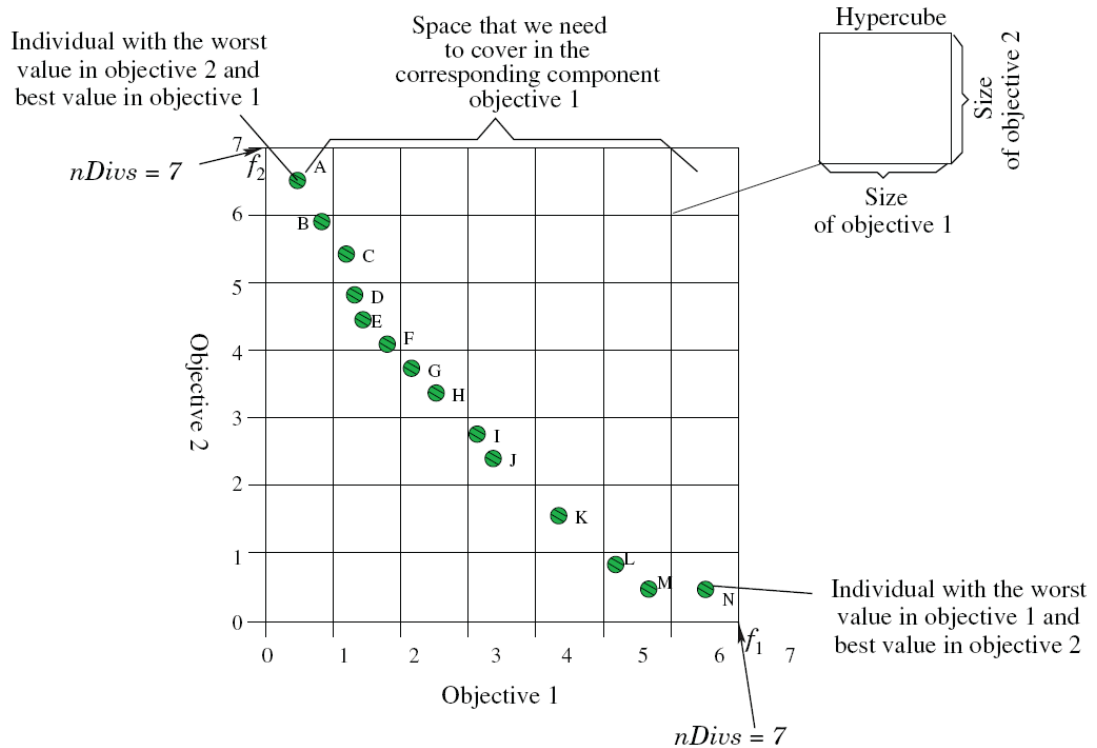 Individual with the worst
value in objective 2 and
best value in objective 1
Space that we need
to cover in the
corresponding component
objective 1
Hypercube
Size
of objective 2
Size
of objective 1
nDivs = 7
7
f2
A
6
B
C
5
D
E
F
4
G
H
3
I
J
2
K
1
L
M
N
0
Objective 2
Individual with the worst
value in objective 1 and
best value in objective 2
f1
0 1 2 3 4 5 6 7
Objective 1
nDivs = 7